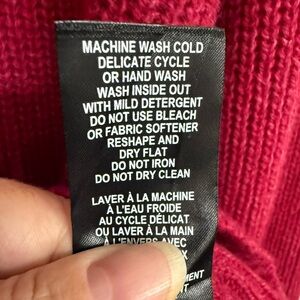 MACHINE WASH COLD
DELICATE CYCLE
OR HAND WASH
WASH INSIDE OUT
WITH MILD DETERGENT
DO NOT USE BLEACH
OR FABRIC SOFTENER
RESHAPE AND
DRY FLAT
DO NOT IRON
DO NOT DRY CLEAN
LAVER À LA MACHINE
À L'EAU FROIDE
AU CYCLE DÉLICAT
OU LAVER À LA MAIN
À L'ENVERS AVEC